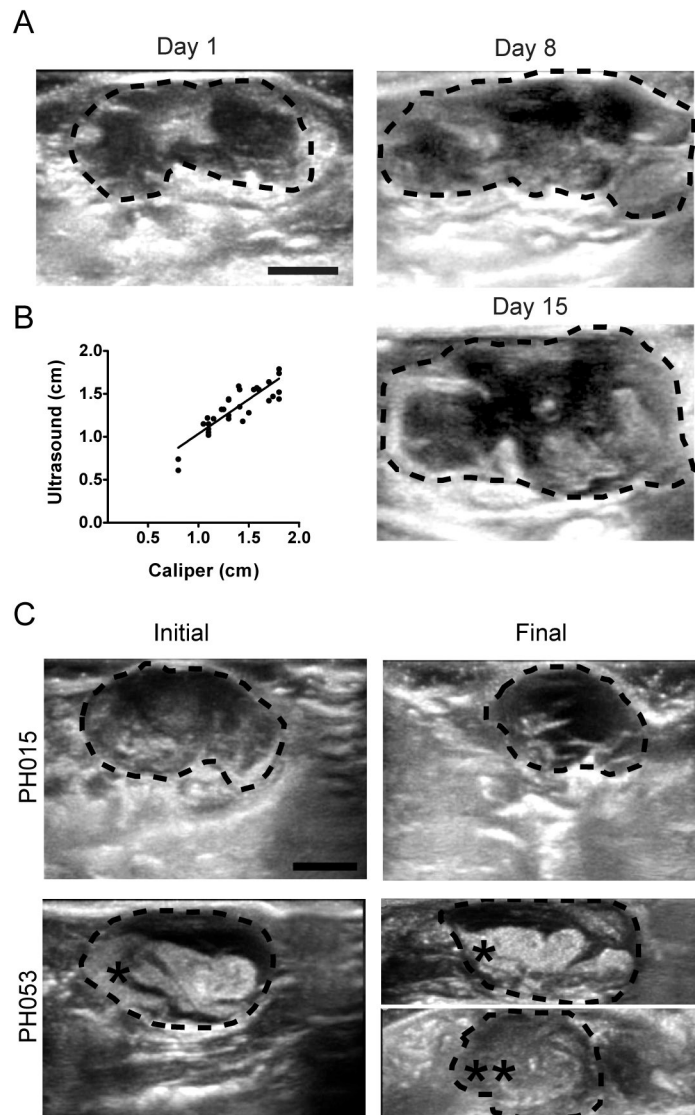 A
Day 1
Day 8
B
Day 15
2.0
1.5
1.0
0.5
0.0
Ultrasound (cm)
0.5 1.0 1.5 2.0
Caliper (cm)
C
Initial Final
PH015
PH053
*
*
**